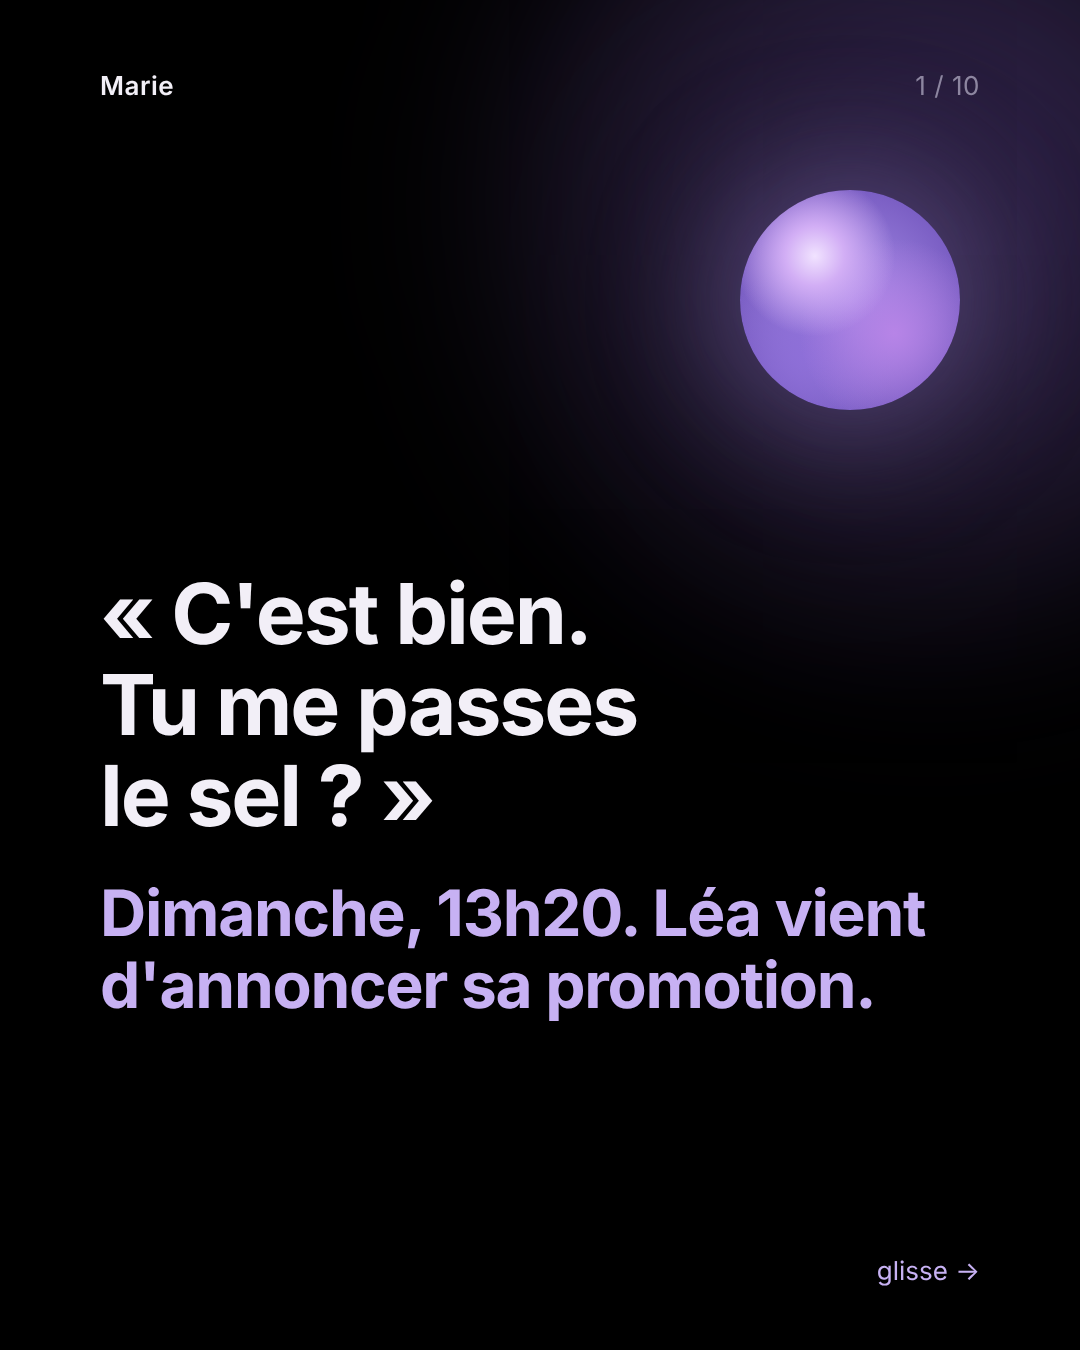 Marie
1 / 10
« C'est bien.
Tu me passes
le sel ? »
Dimanche, 13h20. Léa vient
d'annoncer sa promotion.
glisse →